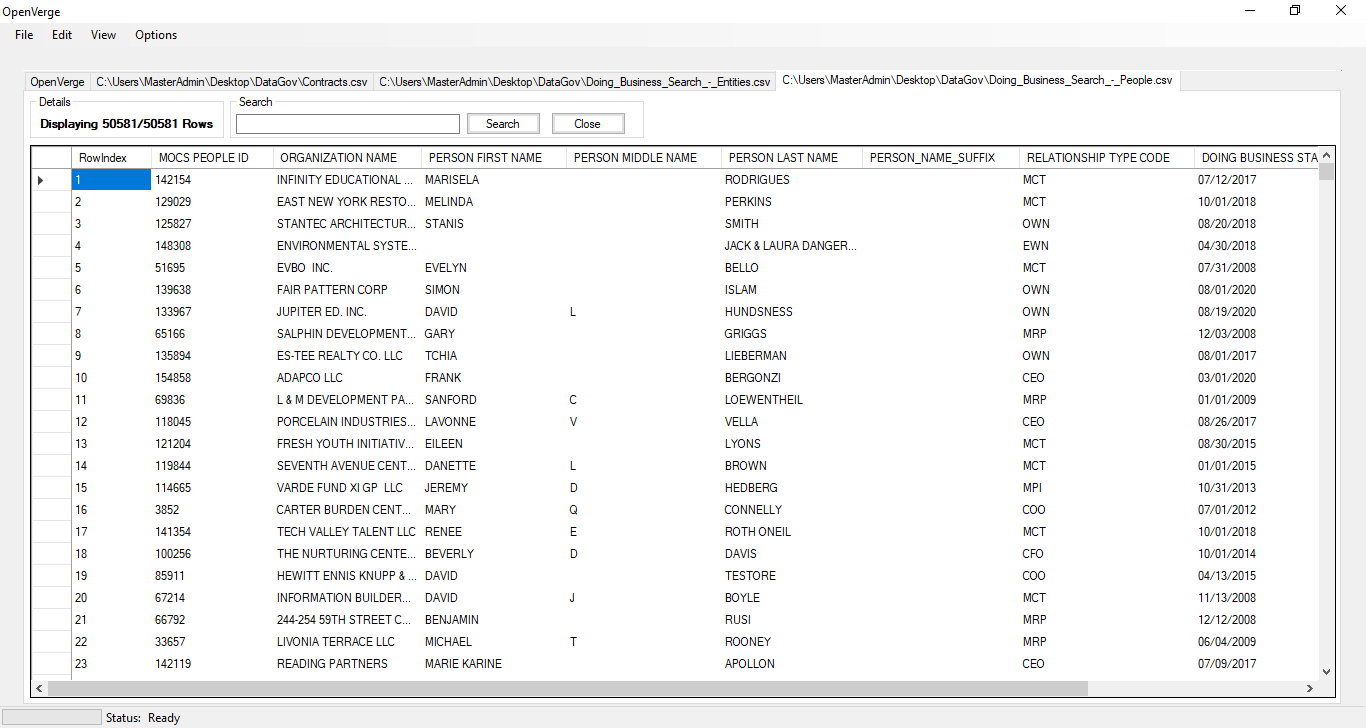 OpenVerge
File Edit View Options
OpenVerge C:\Users\MasterAdmin\Desktop\DataGov\Contracts.csv C:\Users\MasterAdmin\Desktop\DataGov\Doing_Business_Search_-_Entities.csv C:\Users\MasterAdmin\Desktop\DataGov\Doing_Business_Search_-_People.csv
Details Search
Displaying 50581/50581 Rows Search Close
RowIndex MOCS PEOPLE ID ORGANIZATION NAME PERSON FIRST NAME PERSON MIDDLE NAME PERSON LAST NAME PERSON_NAME_SUFFIX RELATIONSHIP TYPE CODE DOING BUSINESS STA
1 142154 INFINITY EDUCATIONAL ... MARISELA RODRIGUES MCT 07/12/2017
2 129029 EAST NEW YORK RESTO... MELINDA PERKINS MCT 10/01/2018
3 125827 STANTEC ARCHITECTUR... STANIS SMITH OWN 08/20/2018
4 148308 ENVIRONMENTAL SYSTE... JACK & LAURA DANGER... EWN 04/30/2018
5 51695 EVBO  INC. EVELYN BELLO MCT 07/31/2008
6 139638 FAIR PATTERN CORP SIMON ISLAM OWN 08/01/2020
7 133967 JUPITER ED. INC. DAVID L HUNDSNESS OWN 08/19/2020
8 65166 SALPHIN DEVELOPMENT... GARY GRIGGS MRP 12/03/2008
9 135894 ES-TEE REALTY CO. LLC TCHIA LIEBERMAN OWN 08/01/2017
10 154858 ADAPCO LLC FRANK BERGONZI CEO 03/01/2020
11 69836 L & M DEVELOPMENT PA... SANFORD C LOEWENTHEIL MRP 01/01/2009
12 118045 PORCELAIN INDUSTRIES... LAVONNE V VELLA CEO 08/26/2017
13 121204 FRESH YOUTH INITIATIV... EILEEN LYONS MCT 08/30/2015
14 119844 SEVENTH AVENUE CENT... DANETTE L BROWN MCT 01/01/2015
15 114665 VARDE FUND XI GP  LLC JEREMY D HEDBERG MPI 10/31/2013
16 3852 CARTER BURDEN CENT... MARY Q CONNELLY COO 07/01/2012
17 141354 TECH VALLEY TALENT LLC RENEE E ROTH ONEIL MCT 10/01/2018
18 100256 THE NURTURING CENTE... BEVERLY D DAVIS CFO 10/01/2014
19 85911 HEWITT ENNIS KNUPP & ... DAVID TESTORE COO 04/13/2015
20 67214 INFORMATION BUILDER... DAVID J BOYLE MCT 11/13/2008
21 66792 244-254 59TH STREET C... BENJAMIN RUSI MRP 12/12/2008
22 33657 LIVONIA TERRACE LLC MICHAEL T ROONEY MRP 06/04/2009
23 142119 READING PARTNERS MARIE KARINE APOLLON CEO 07/09/2017
Status: Ready